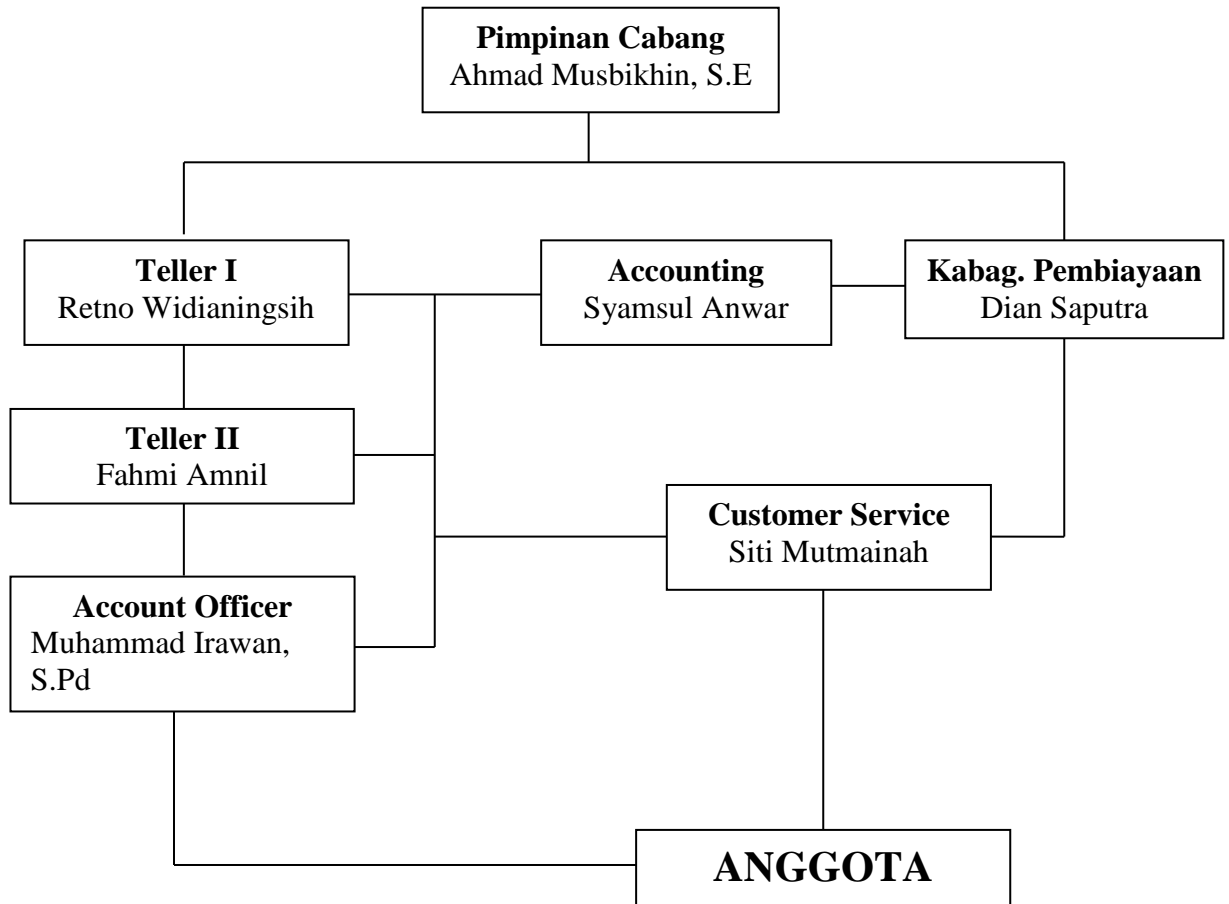 Pimpinan Cabang
Ahmad Musbikhin, S.E
Teller I
Retno Widianingsih
Accounting
Syamsul Anwar
Kabag. Pembiayaan
Dian Saputra
Teller II
Fahmi Amnil
Customer Service
Siti Mutmainah
Account Officer
Muhammad Irawan,
S.Pd
ANGGOTA